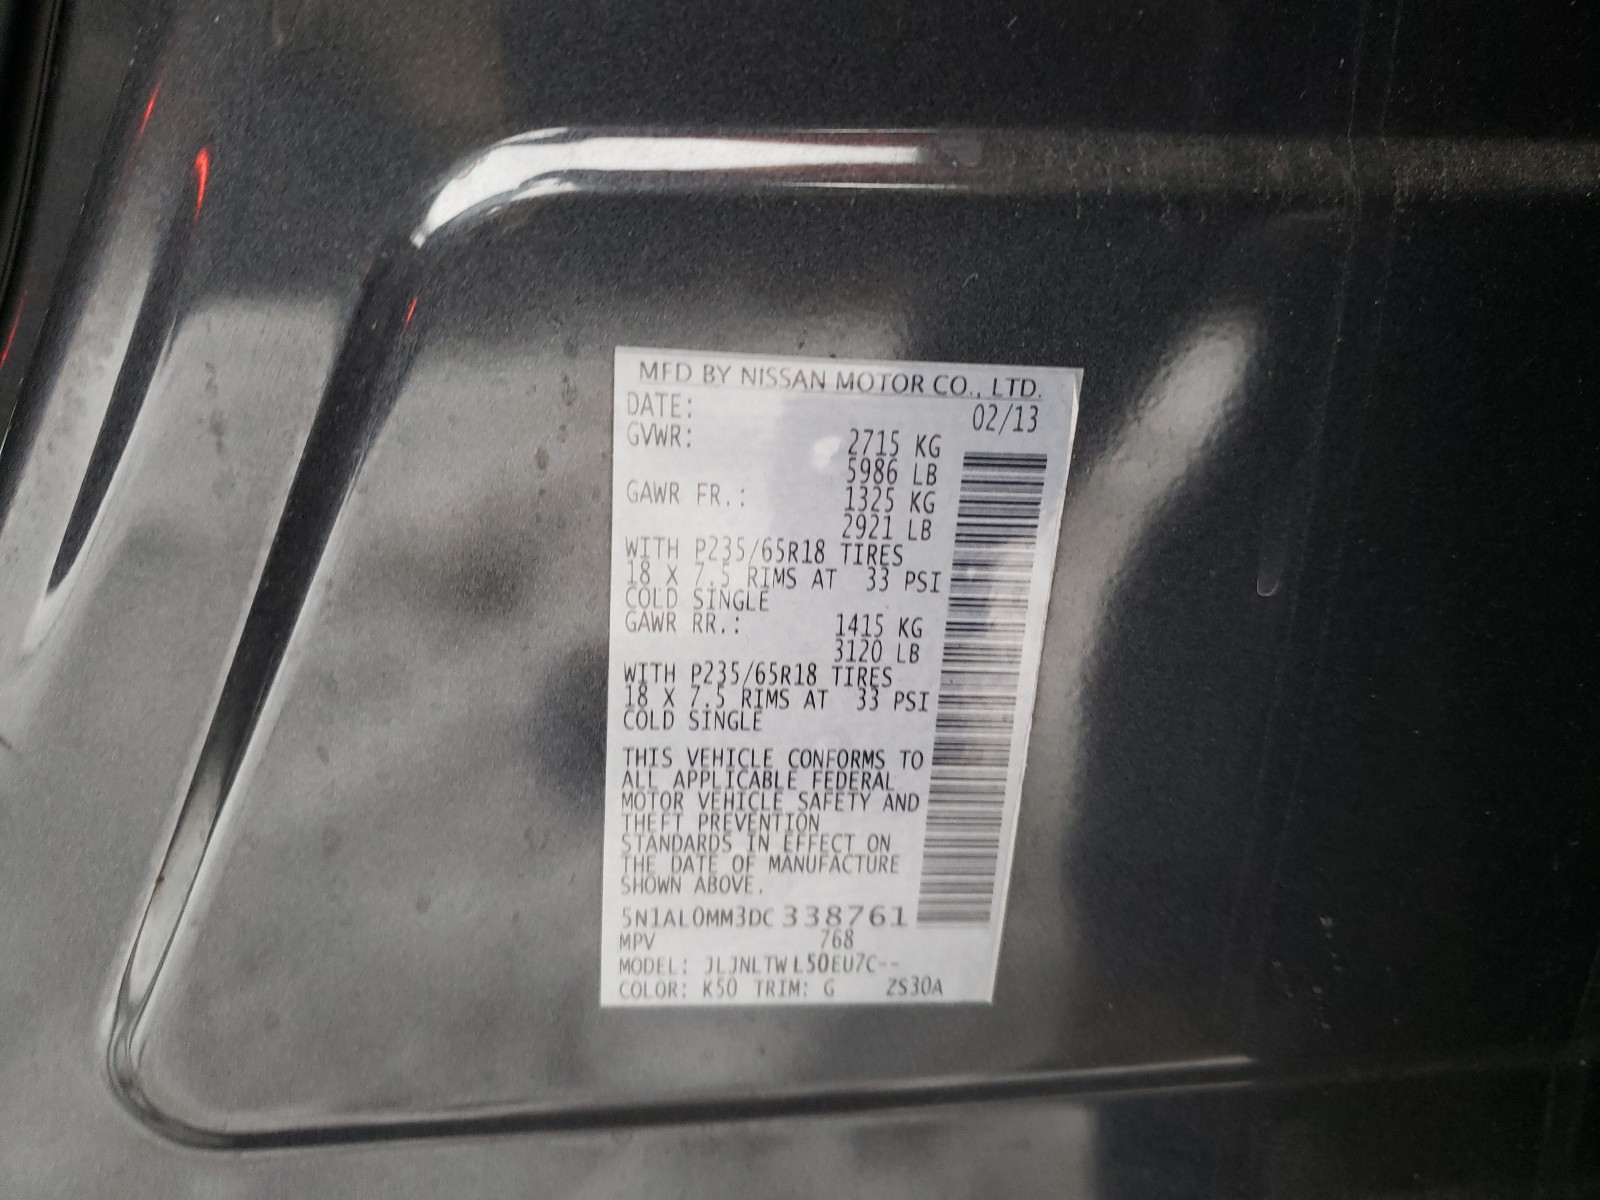 MFD BY NISSAN MOTOR CO., LTD.
DATE: 02/13
GVWR: 2715 KG
5986 LB
GAWR FR.: 1325 KG
2921 LB
WITH P235/65R18 TIRES
18 X 7.5 RIMS AT 33 PSI
COLD SINGLE
GAWR RR.: 1415 KG
3120 LB
WITH P235/65R18 TIRES
18 X 7.5 RIMS AT 33 PSI
COLD SINGLE
THIS VEHICLE CONFORMS TO
ALL APPLICABLE FEDERAL
MOTOR VEHICLE SAFETY AND
THEFT PREVENTION
STANDARDS IN EFFECT ON
THE DATE OF MANUFACTURE
SHOWN ABOVE.
5N1AL0MM3DC338761
MPV 768
MODEL: JLJNLTWL50EU7C--
COLOR: K50 TRIM: G ZS30A